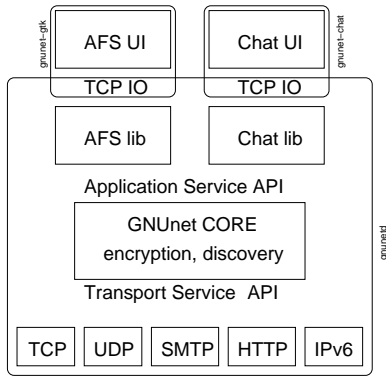 gnunet–gtk
AFS UI
Chat UI
gnunet–chat
TCP IO
TCP IO
AFS lib
Chat lib
Application Service API
GNUnet CORE
encryption, discovery
Transport Service API
gnunetd
TCP
UDP
SMTP
HTTP
IPv6